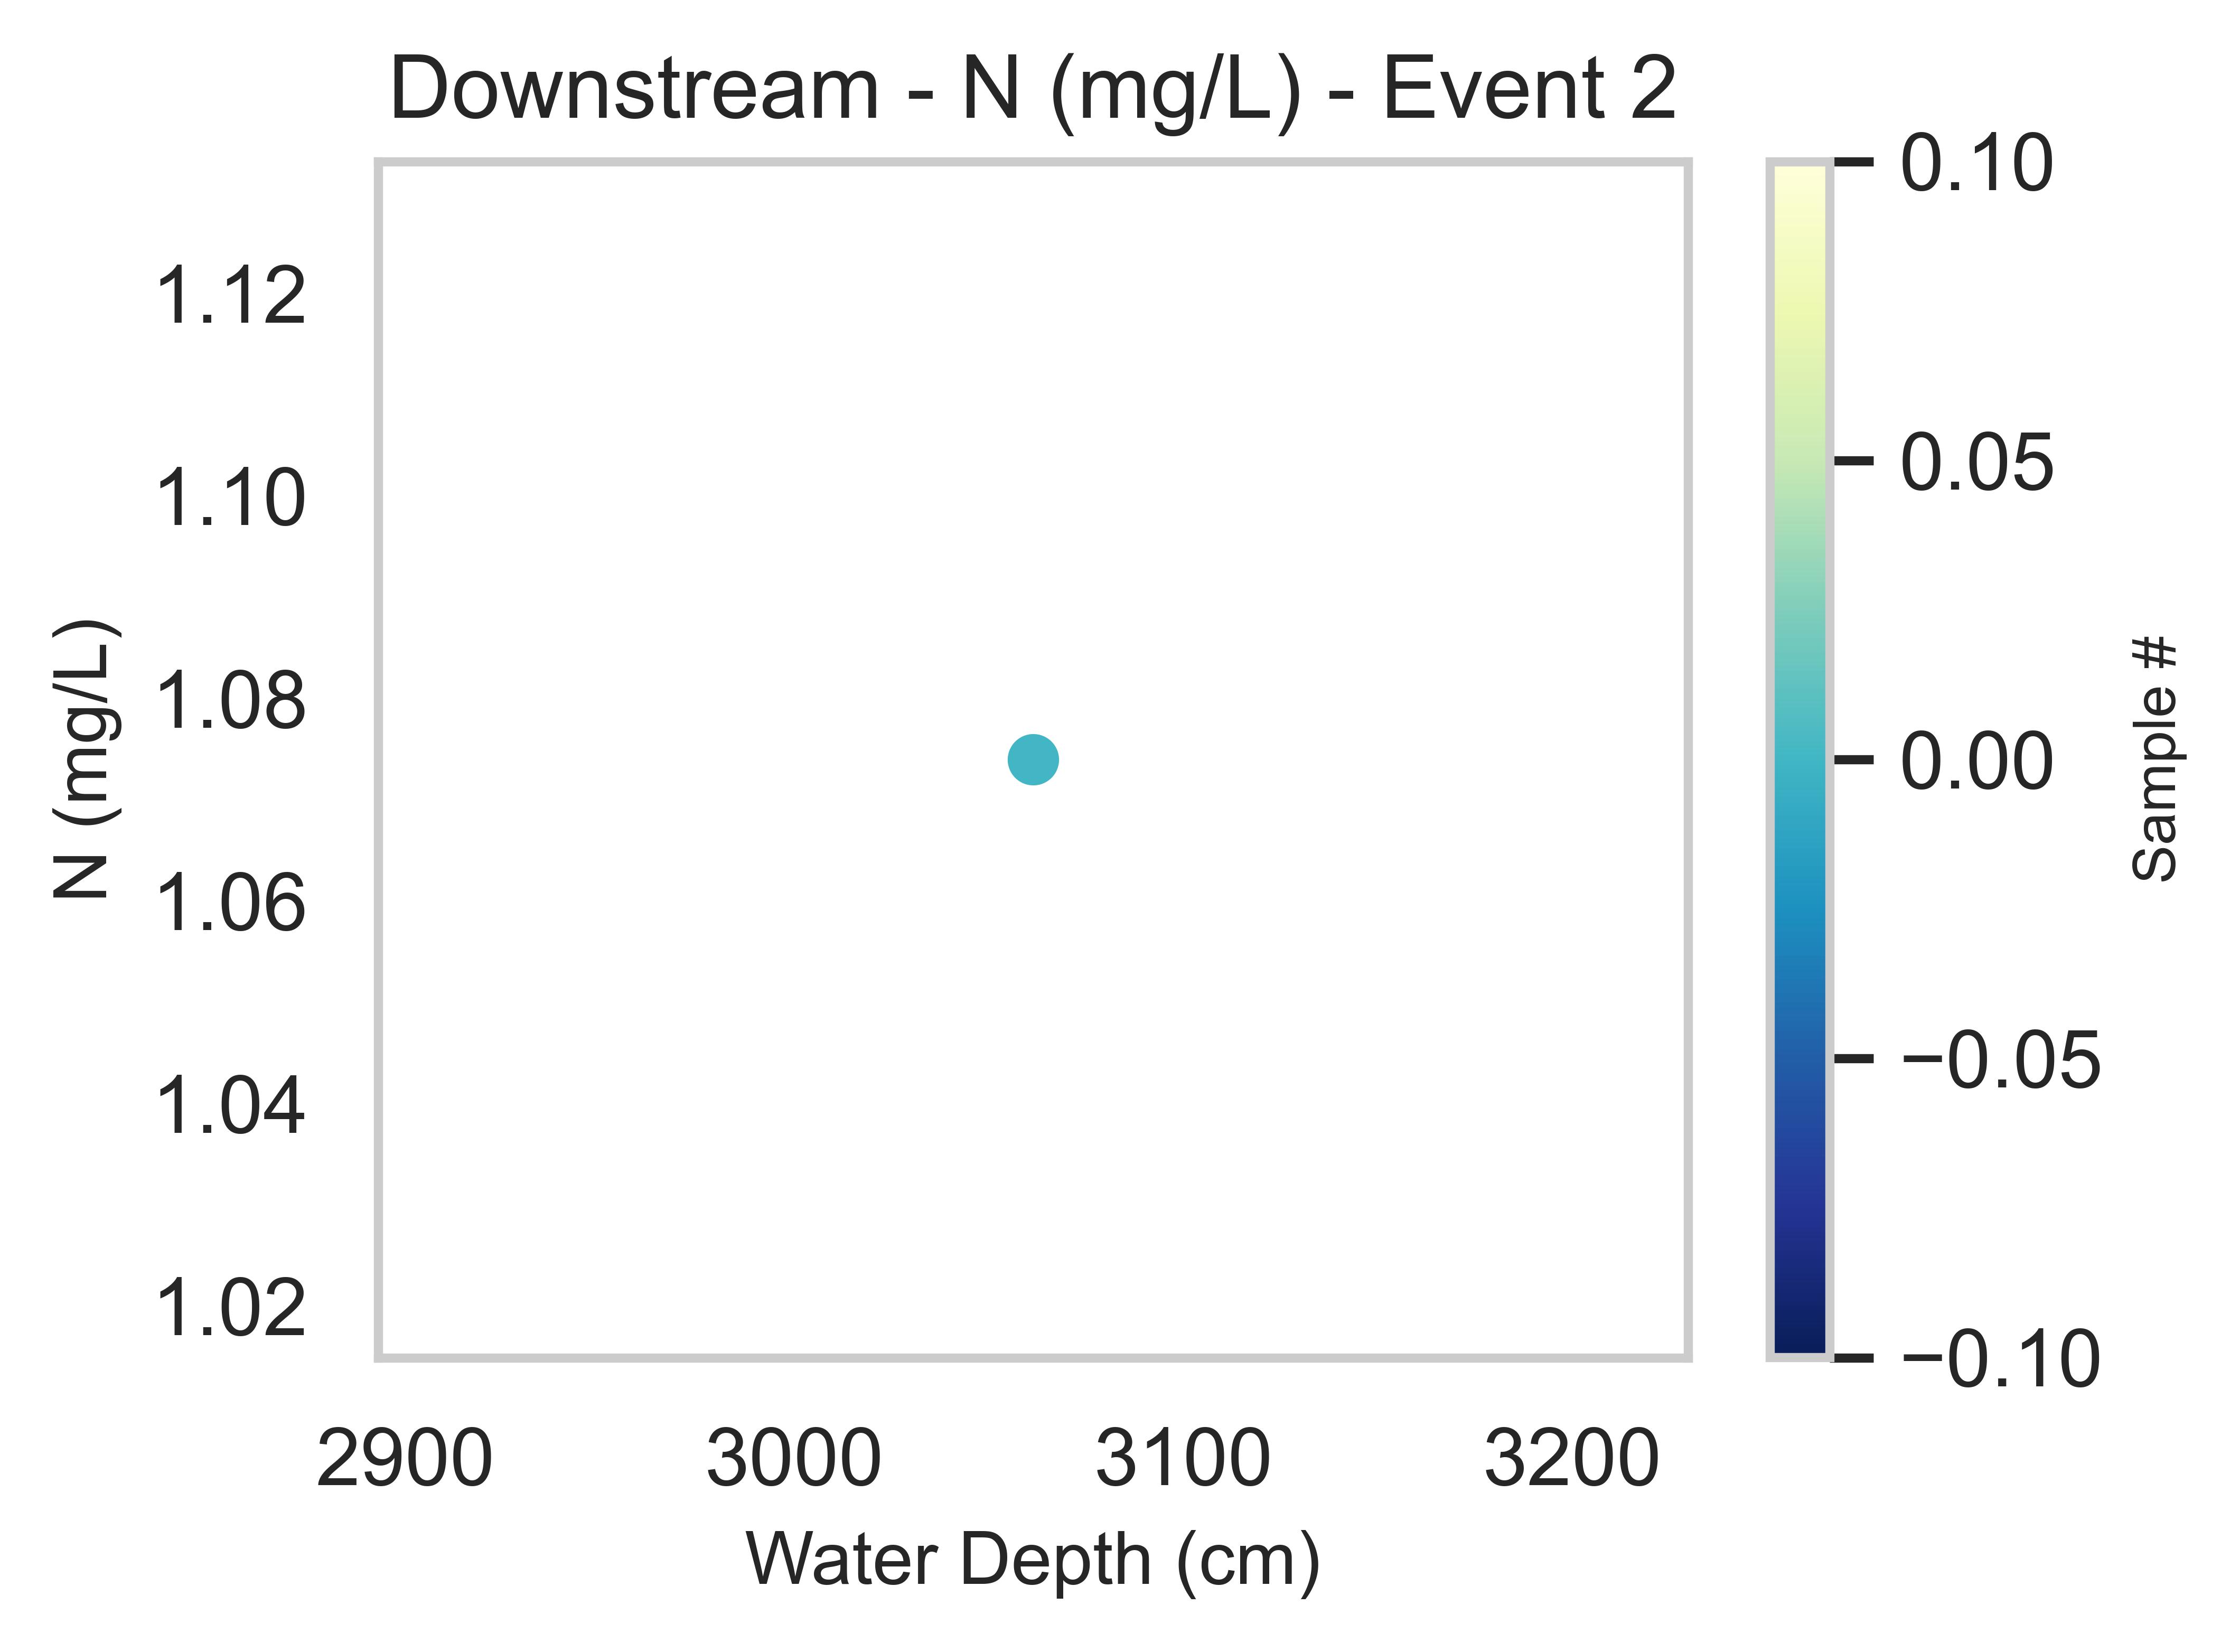 Downstream - N (mg/L) - Event 2
N (mg/L)
1.12
1.10
1.08
1.06
1.04
1.02
2900 3000 3100 3200
Water Depth (cm)
0.10
0.05
0.00
−0.05
−0.10
Sample #